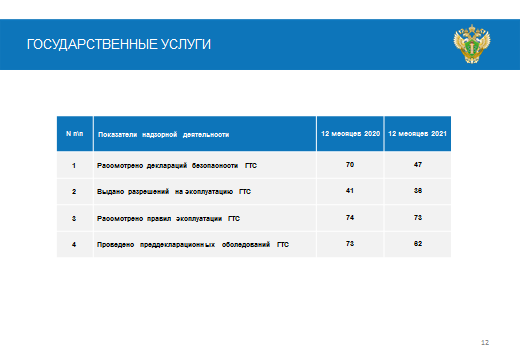 ГОСУДАРСТВЕННЫЕ УСЛУГИ
N п\п Показатели надзорной деятельности 12 месяцев 2020 12 месяцев 2021
1 Рассмотрено деклараций безопасности ГТС 70 47
2 Выдано разрешений на эксплуатацию ГТС 41 36
3 Рассмотрено правил эксплуатации ГТС 74 73
4 Проведено преддекларационных обследований ГТС 73 62
12